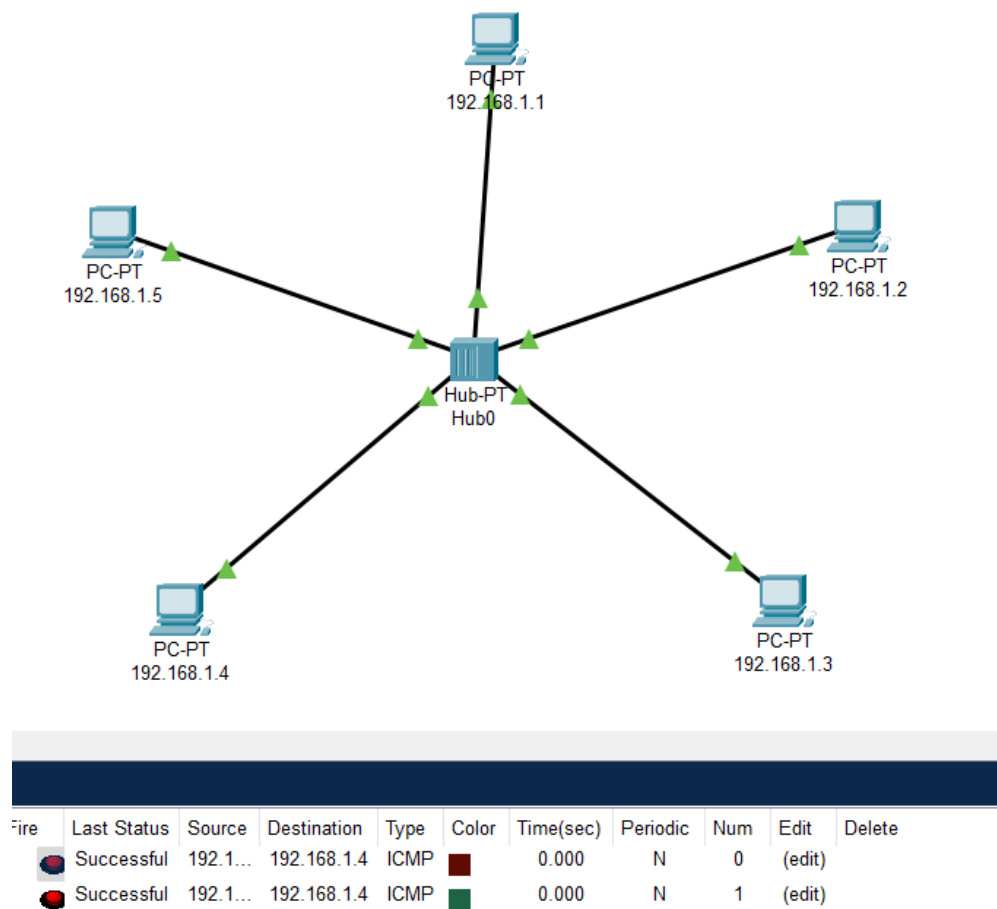 PC-PT
192.168.1.1
PC-PT
192.168.1.5
PC-PT
192.168.1.2
Hub-PT
Hub0
PC-PT
192.168.1.4
PC-PT
192.168.1.3
Fire Last Status Source Destination Type Color Time(sec) Periodic Num Edit Delete
Successful 192.1... 192.168.1.4 ICMP 0.000 N 0 (edit)
Successful 192.1... 192.168.1.4 ICMP 0.000 N 1 (edit)